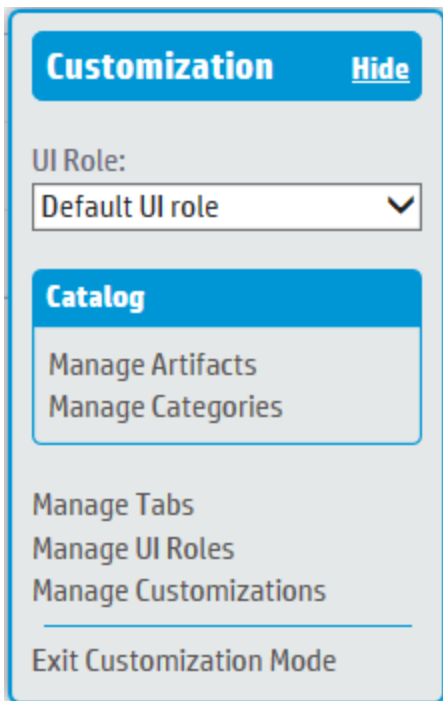 Customization Hide
UI Role:
Default UI role
Catalog
Manage Artifacts
Manage Categories
Manage Tabs
Manage UI Roles
Manage Customizations
Exit Customization Mode